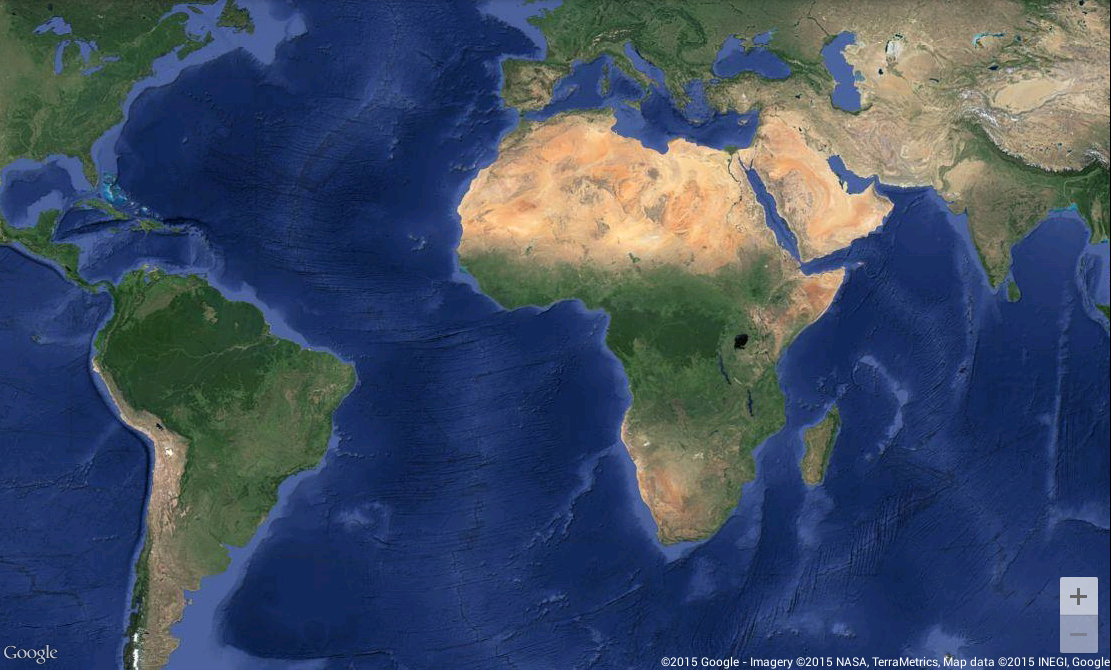 +
−
Google
©2015 Google - Imagery ©2015 NASA, TerraMetrics, Map data ©2015 INEGI, Google